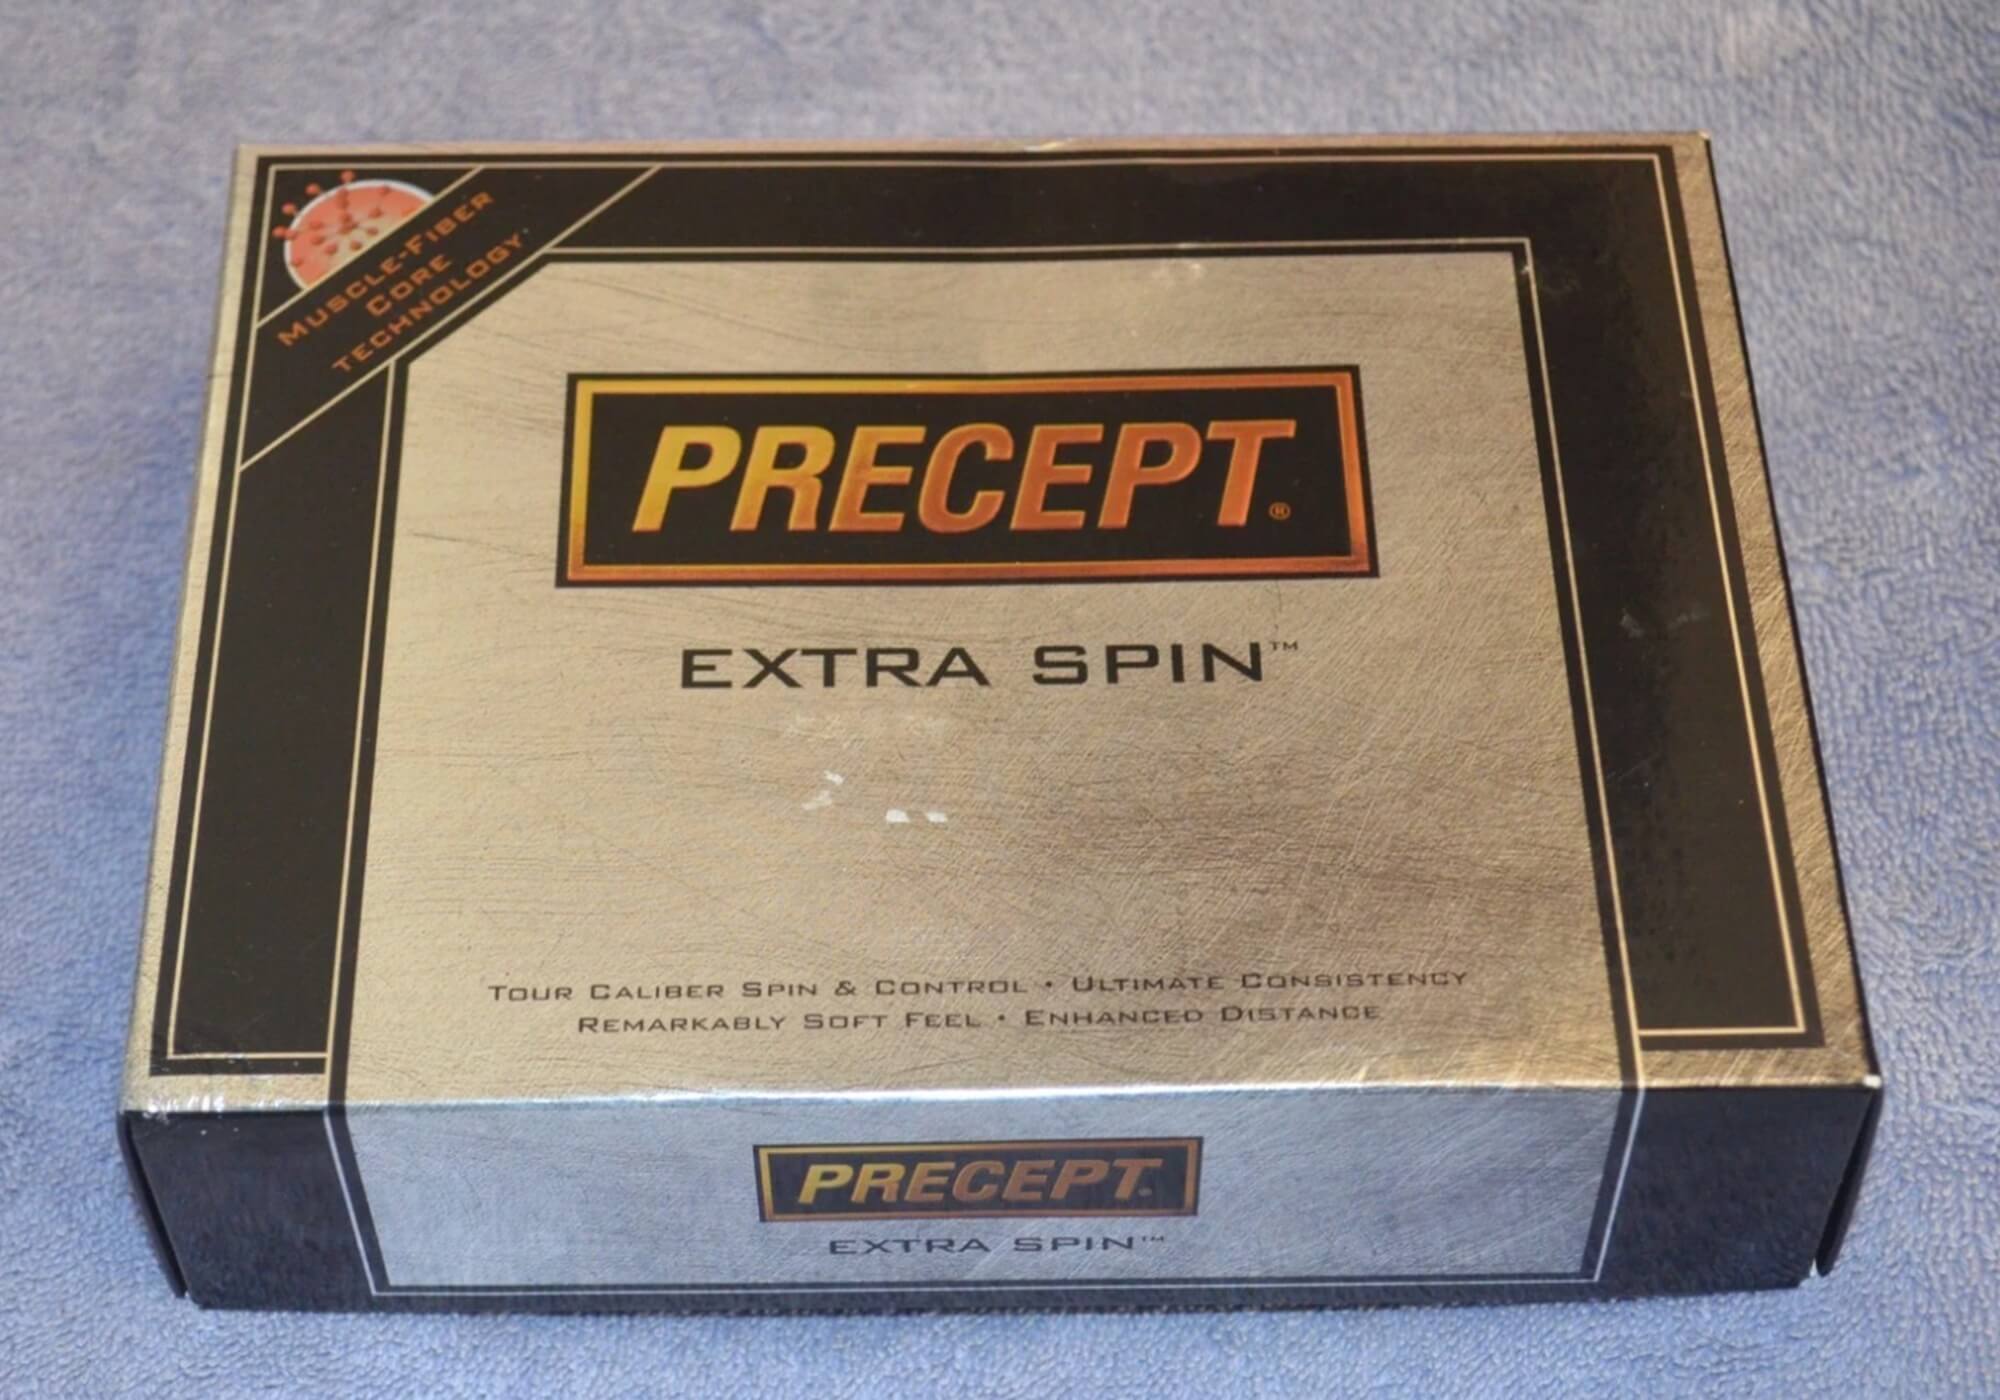 MUSCLE-FIBER
CORE
TECHNOLOGY
PRECEPT®
EXTRA SPIN™
TOUR CALIBER SPIN & CONTROL • ULTIMATE CONSISTENCY
REMARKABLY SOFT FEEL • ENHANCED DISTANCE
PRECEPT®
EXTRA SPIN™